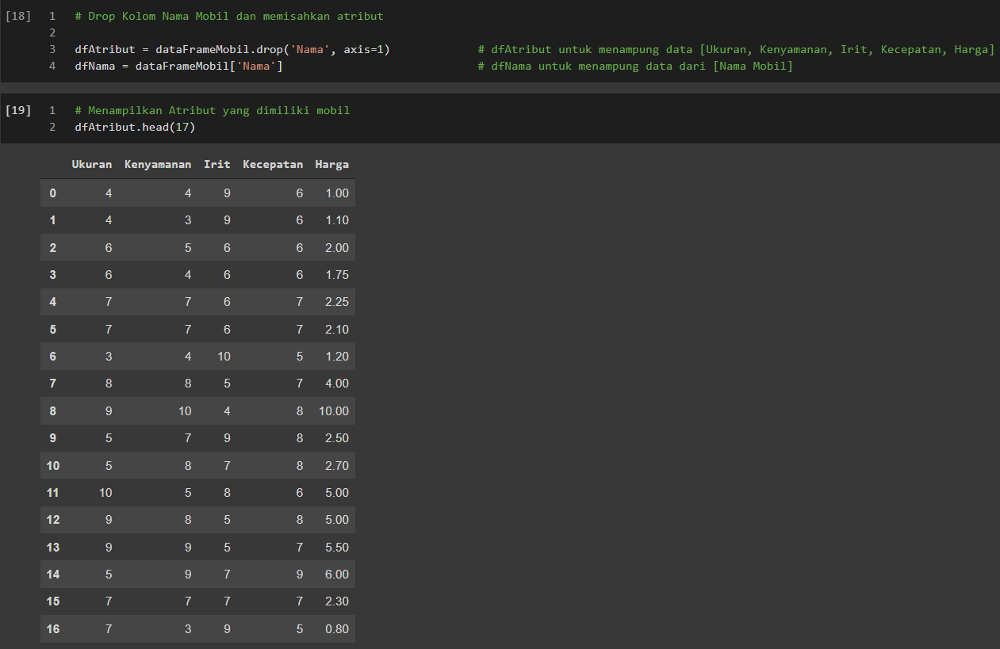 [18] 1 # Drop Kolom Nama Mobil dan memisahkan atribut
2
3 dfAtribut = dataFrameMobil.drop('Nama', axis=1) # dfAtribut untuk menampung data [Ukuran, Kenyamanan, Irit, Kecepatan, Harga]
4 dfNama = dataFrameMobil['Nama'] # dfNama untuk menampung data dari [Nama Mobil]
[19] 1 # Menampilkan Atribut yang dimiliki mobil
2 dfAtribut.head(17)
Ukuran Kenyamanan Irit Kecepatan Harga
0 4 4 9 6 1.00
1 4 3 9 6 1.10
2 6 5 6 6 2.00
3 6 4 6 6 1.75
4 7 7 6 7 2.25
5 7 7 6 7 2.10
6 3 4 10 5 1.20
7 8 8 5 7 4.00
8 9 10 4 8 10.00
9 5 7 9 8 2.50
10 5 8 7 8 2.70
11 10 5 8 6 5.00
12 9 8 5 8 5.00
13 9 9 5 7 5.50
14 5 9 7 9 6.00
15 7 7 7 7 2.30
16 7 3 9 5 0.80